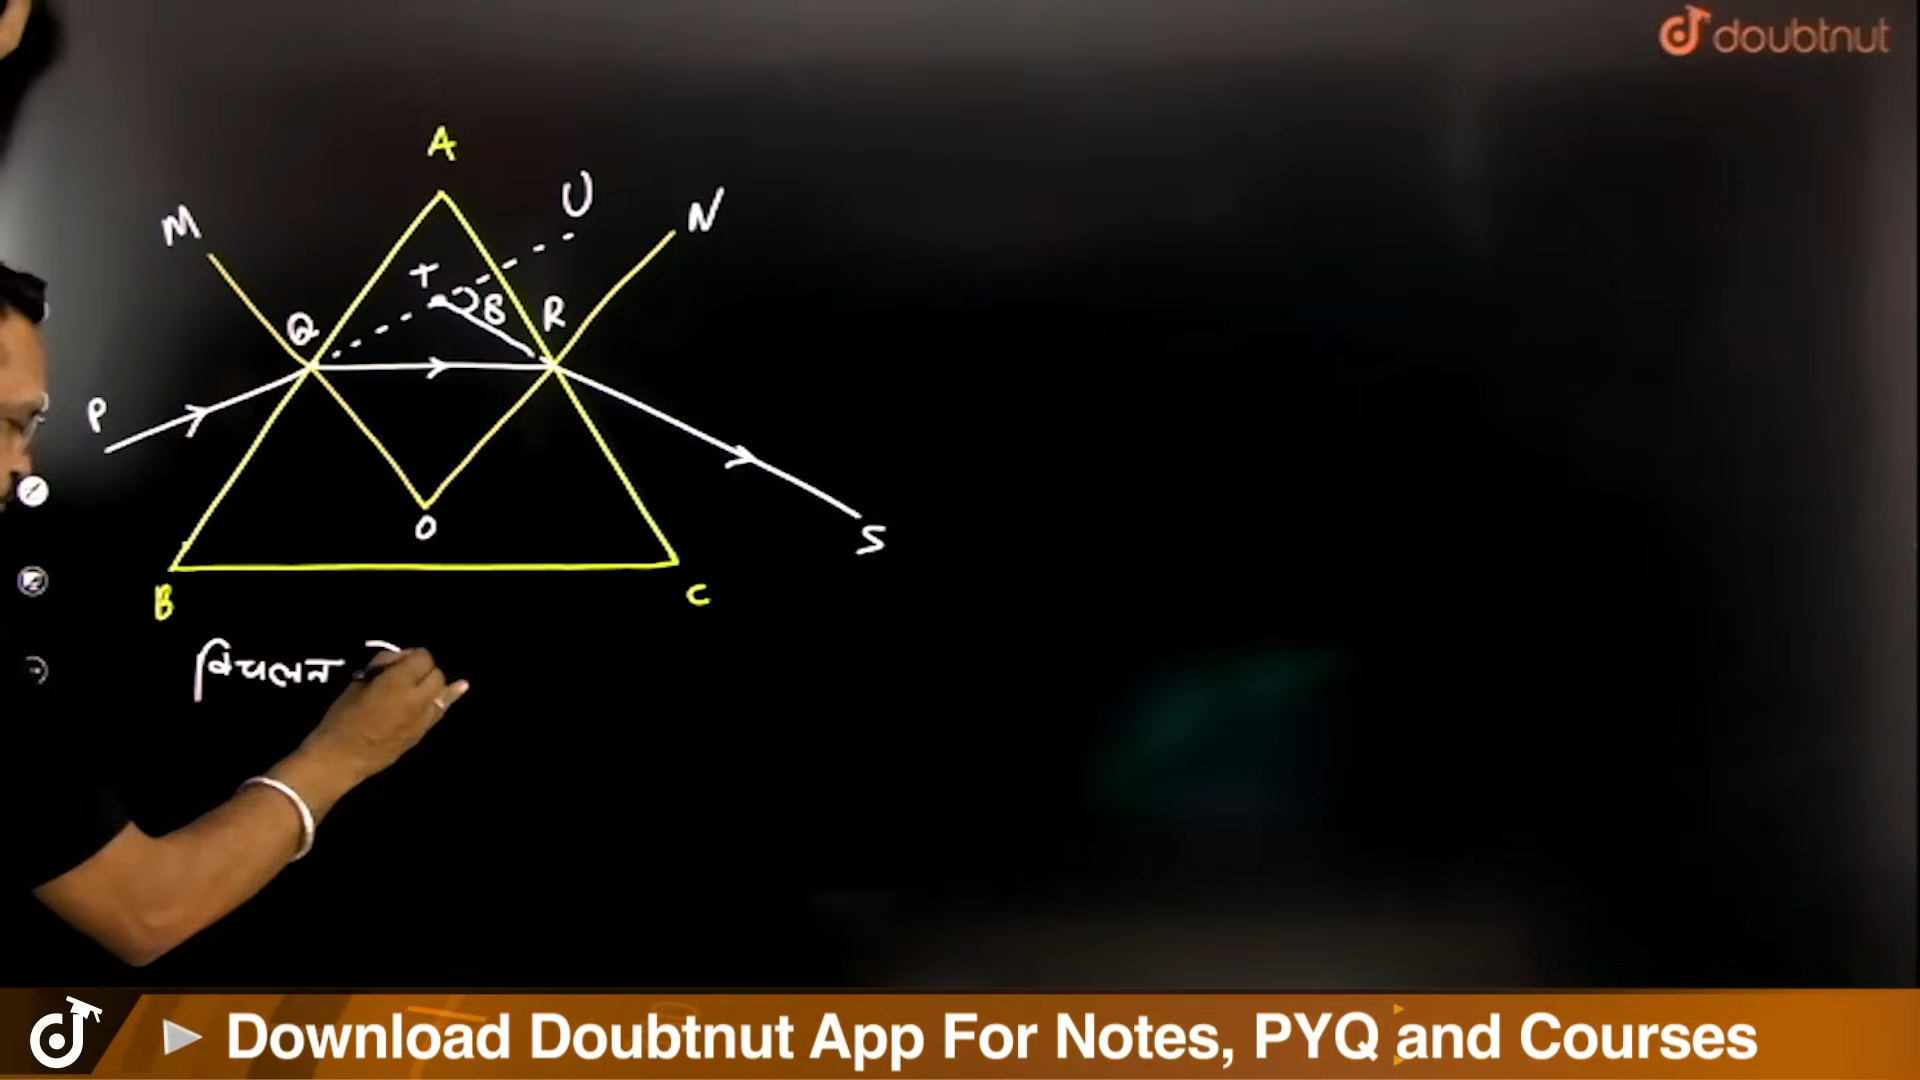 doubtnut
A
U
M
N
T
Q
δ
R
P
O
S
B
C
विचलन
Download Doubtnut App For Notes, PYQ and Courses